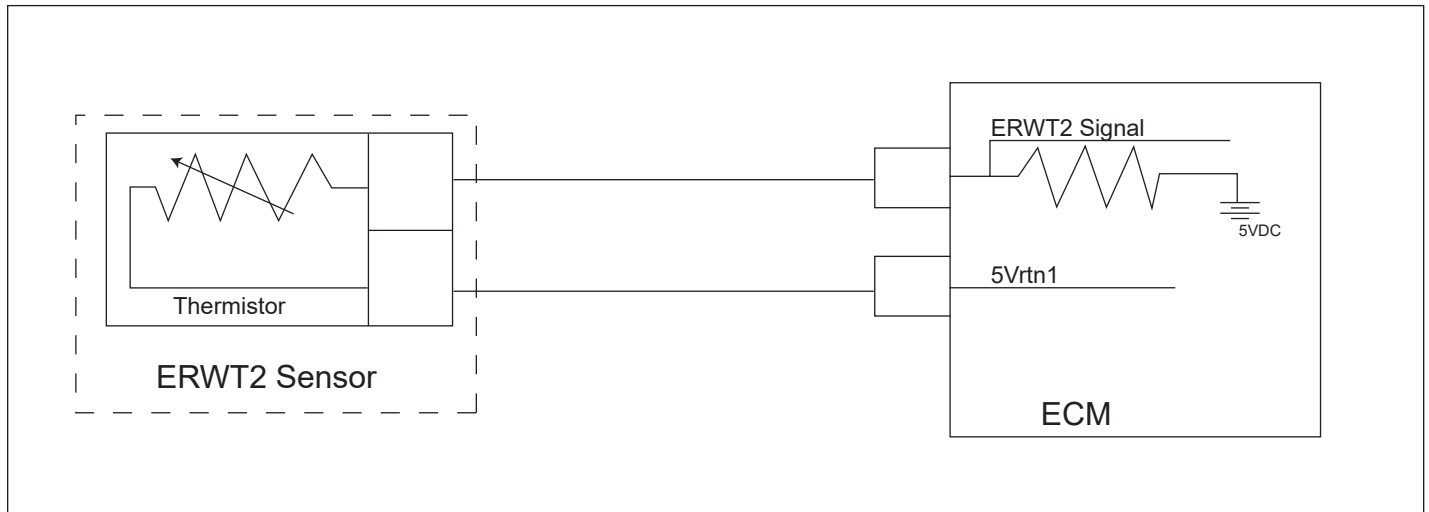 ERWT2 Signal
5VDC
5Vrtn1
Thermistor
ERWT2 Sensor
ECM